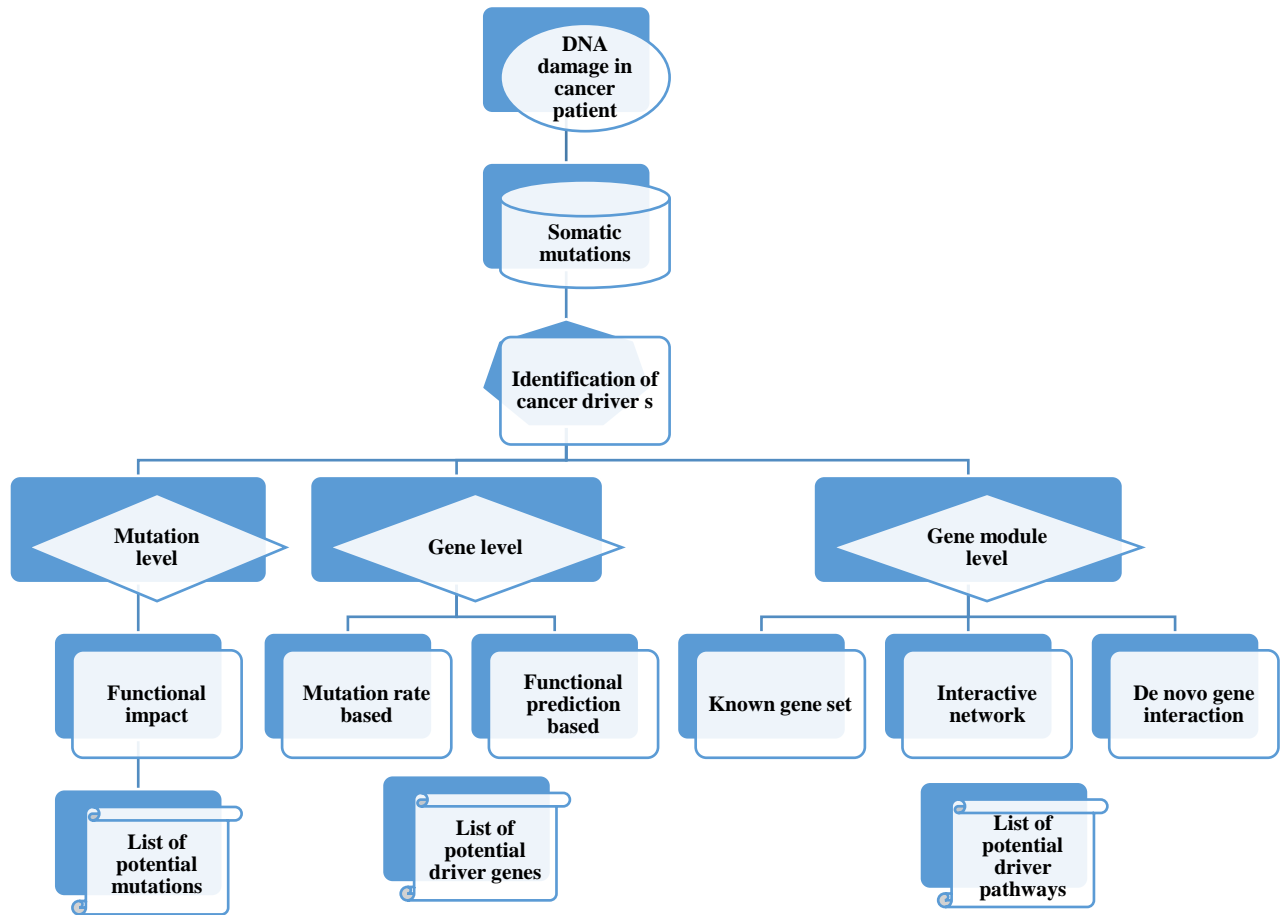 DNA
damage in
cancer
patient
Somatic
mutations
Identification of
cancer driver s
Mutation
level
Gene level
Gene module
level
Functional
impact
Mutation rate
based
Functional
prediction
based
Known gene set
Interactive
network
De novo gene
interaction
List of
potential
mutations
List of
potential
driver genes
List of
potential
driver
pathways